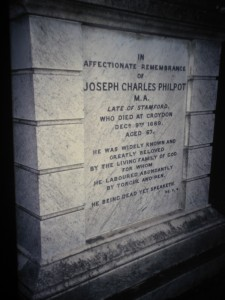 IN
AFFECTIONATE REMEMBRANCE
OF
JOSEPH CHARLES PHILPOT
M.A.
LATE OF STAMFORD,
WHO DIED AT CROYDON
DECR 9TH 1869,
AGED 67.
HE WAS WIDELY KNOWN AND
GREATLY BELOVED
BY THE LIVING FAMILY OF GOD,
FOR WHOM
HE LABOURED ABUNDANTLY
BY TONGUE AND PEN.
HE BEING DEAD YET SPEAKETH.